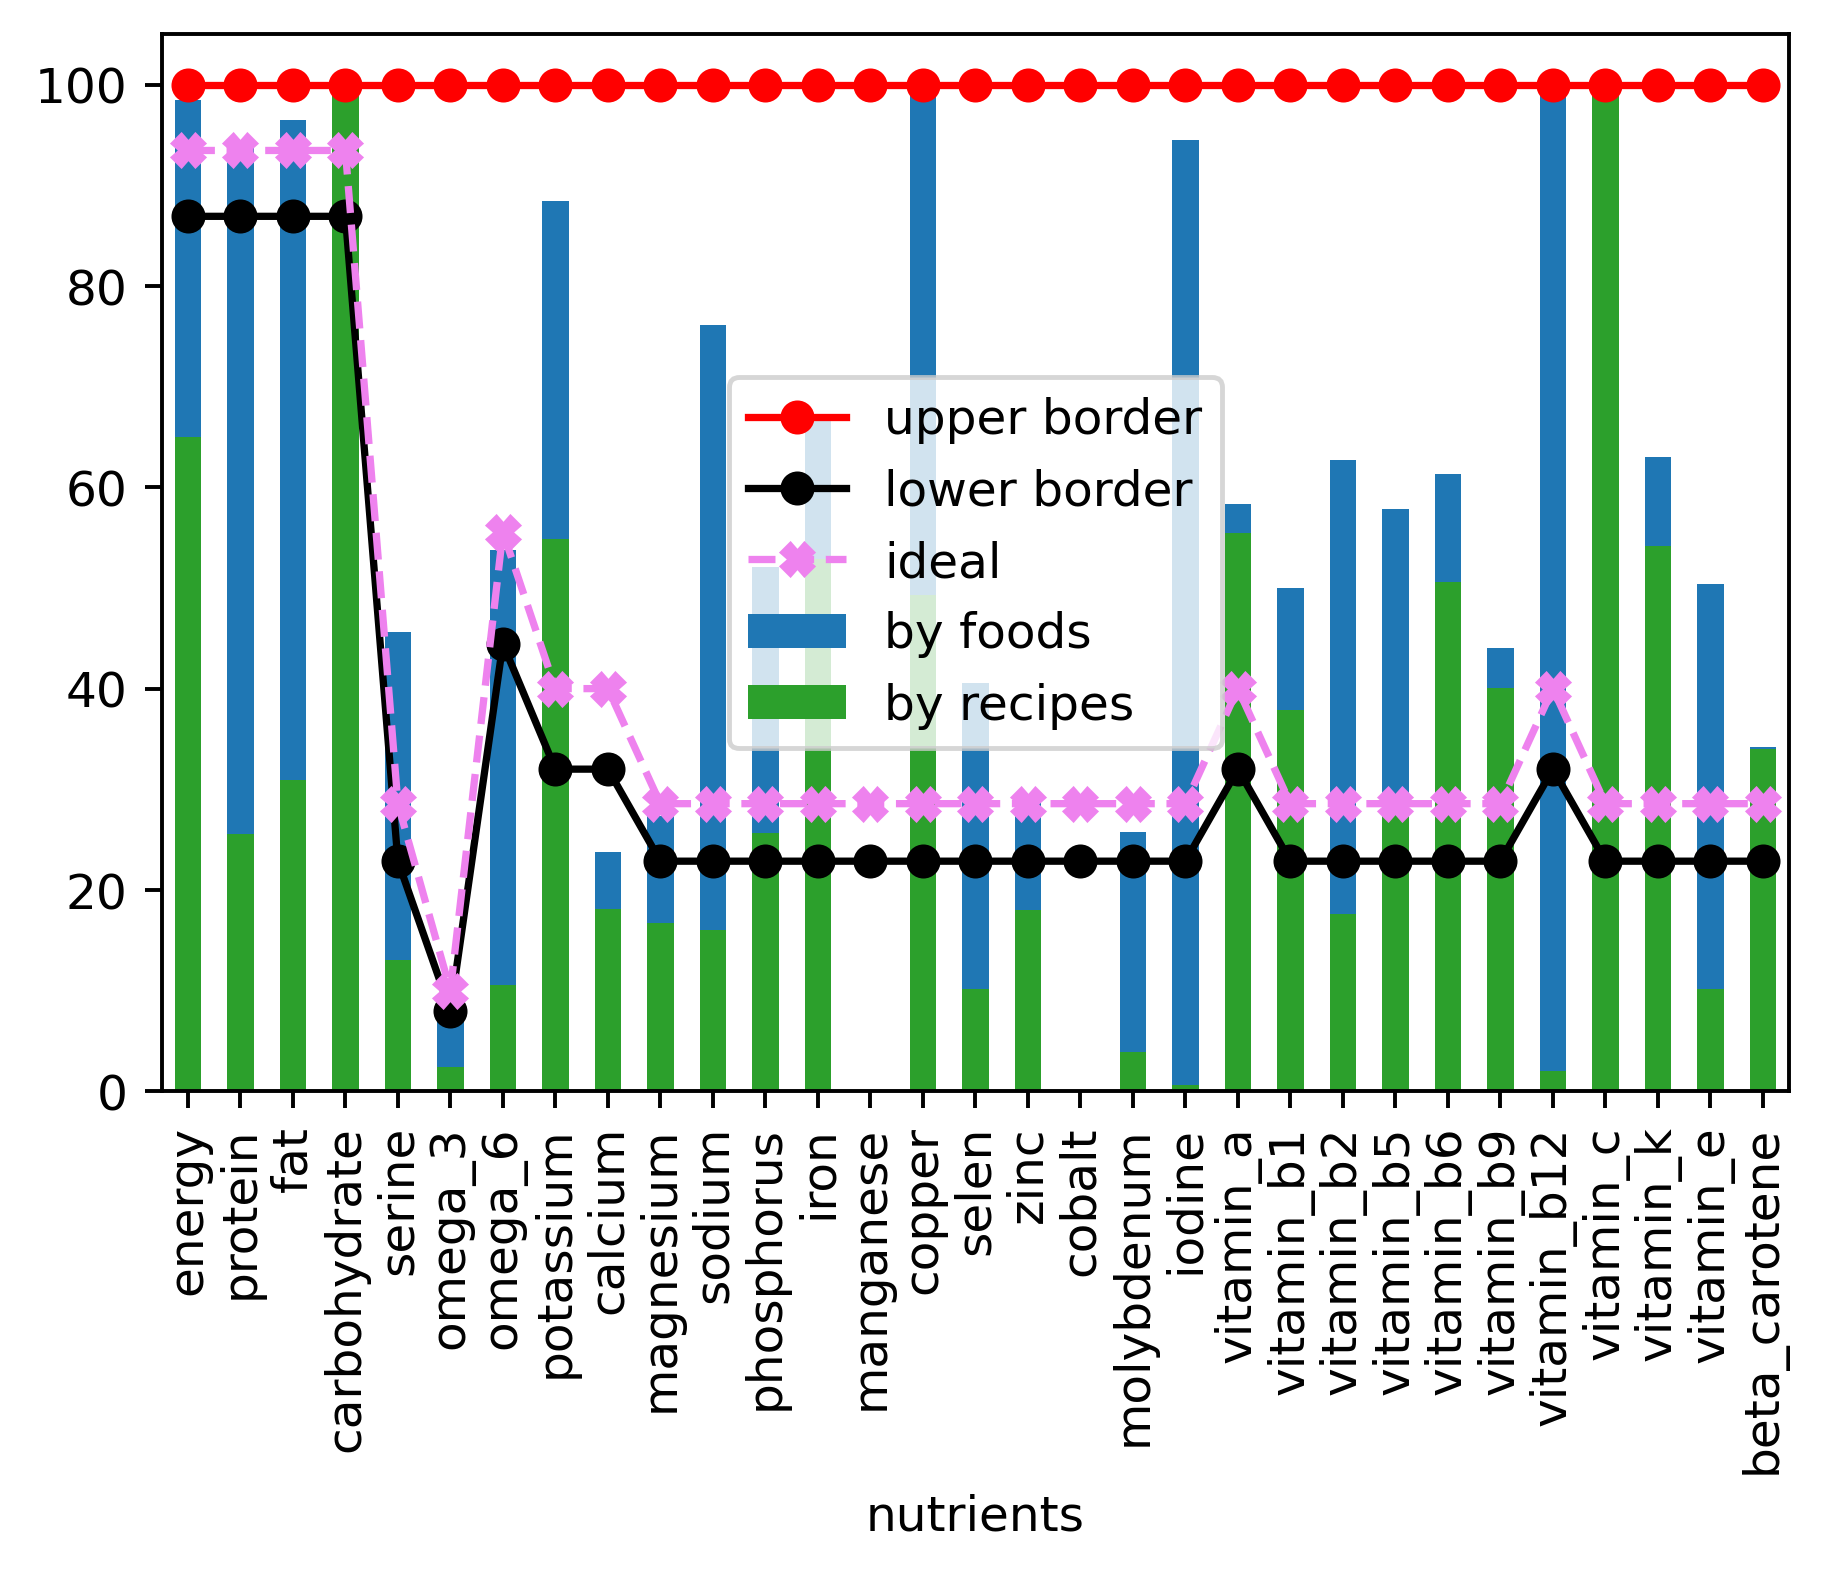 100
80
60
40
20
0
upper border
lower border
ideal
by foods
by recipes
energy
protein
fat
carbohydrate
serine
omega_3
omega_6
potassium
calcium
magnesium
sodium
phosphorus
iron
manganese
copper
selen
zinc
cobalt
molybdenum
iodine
vitamin_a
vitamin_b1
vitamin_b2
vitamin_b5
vitamin_b6
vitamin_b9
vitamin_b12
vitamin_c
vitamin_k
vitamin_e
beta_carotene
nutrients